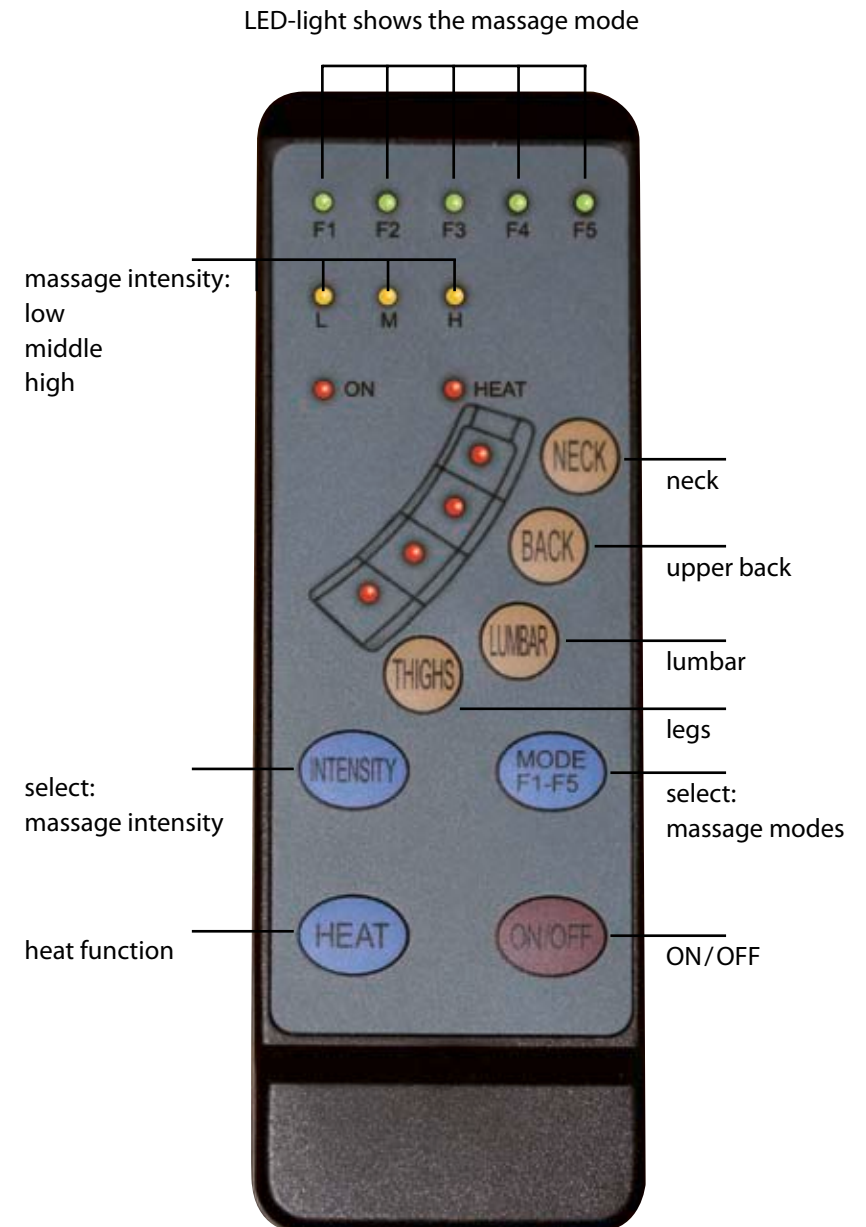 LED-light shows the massage mode
F1 F2 F3 F4 F5
massage intensity:
low
middle
high
L M H
ON HEAT
NECK
neck
BACK
upper back
LUMBAR
lumbar
THIGHS
legs
INTENSITY
select:
massage intensity
MODE
F1-F5
select:
massage modes
HEAT
heat function
ON/OFF
ON/OFF